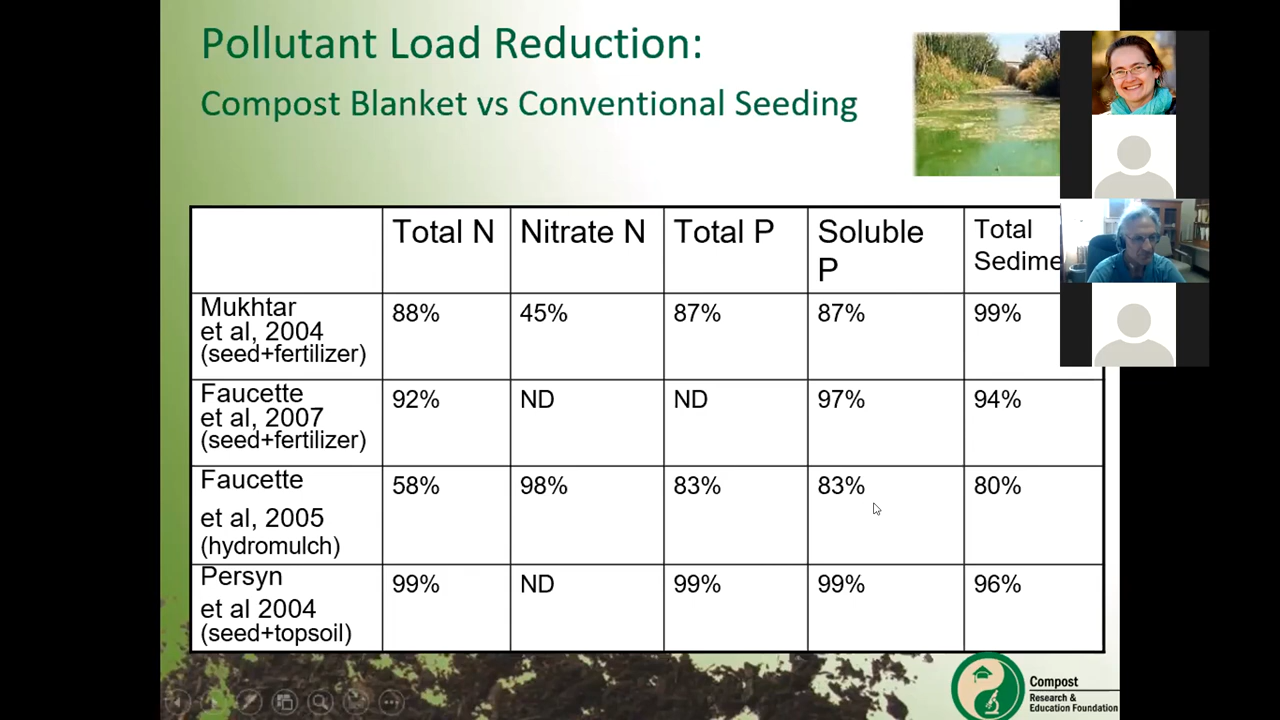 Pollutant Load Reduction:
Compost Blanket vs Conventional Seeding
Total N
Nitrate N
Total P
Soluble
P
Total
Sedime
Mukhtar
et al, 2004
(seed+fertilizer)
88%
45%
87%
87%
99%
Faucette
et al, 2007
(seed+fertilizer)
92%
ND
ND
97%
94%
Faucette
et al, 2005
(hydromulch)
58%
98%
83%
83%
80%
Persyn
et al 2004
(seed+topsoil)
99%
ND
99%
99%
96%
Compost
Research &
Education Foundation